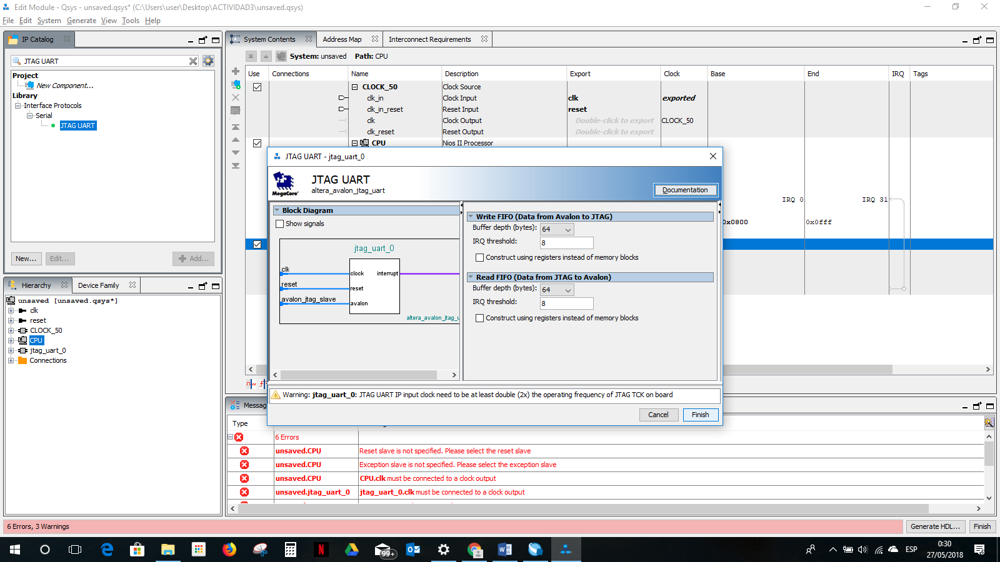 Edit Module - Qsys - unsaved.qsys* (C:\Users\user\Desktop\ACTIVIDAD3\unsaved.qsys)
File Edit System Generate View Tools Help
IP Catalog
JTAG UART
Project
New Component...
Library
Interface Protocols
Serial
JTAG UART
New... Edit... Add...
Hierarchy Device Family
unsaved [unsaved.qsys*]
clk
reset
CLOCK_50
CPU
jtag_uart_0
Connections
System Contents Address Map Interconnect Requirements
System: unsaved Path: CPU
Use Connections Name Description Export Clock Base End IRQ Tags
CLOCK_50 Clock Source
clk_in Clock Input clk exported
clk_in_reset Reset Input reset
clk Clock Output Double-click to export CLOCK_50
clk_reset Reset Output Double-click to export
CPU Nios II Processor
IRQ 0 IRQ 31
0x0800 0x0fff
JTAG UART - jtag_uart_0
JTAG UART
altera_avalon_jtag_uart
MegaCore®
Documentation
Block Diagram
Show signals
jtag_uart_0
clk
clock interrupt
reset
reset
avalon_jtag_slave
avalon
altera_avalon_jtag_u
Write FIFO (Data from Avalon to JTAG)
Buffer depth (bytes): 64
IRQ threshold: 8
Construct using registers instead of memory blocks
Read FIFO (Data from JTAG to Avalon)
Buffer depth (bytes): 64
IRQ threshold: 8
Construct using registers instead of memory blocks
Warning: jtag_uart_0: JTAG UART IP input clock need to be at least double (2x) the operating frequency of JTAG TCK on board
Cancel Finish
Messag
Type
6 Errors
unsaved.CPU Reset slave is not specified. Please select the reset slave
unsaved.CPU Exception slave is not specified. Please select the exception slave
unsaved.CPU CPU.clk must be connected to a clock output
unsaved.jtag_uart_0 jtag_uart_0.clk must be connected to a clock output
6 Errors, 3 Warnings
Generate HDL... Finish
99+
ESP
0:30
27/05/2018